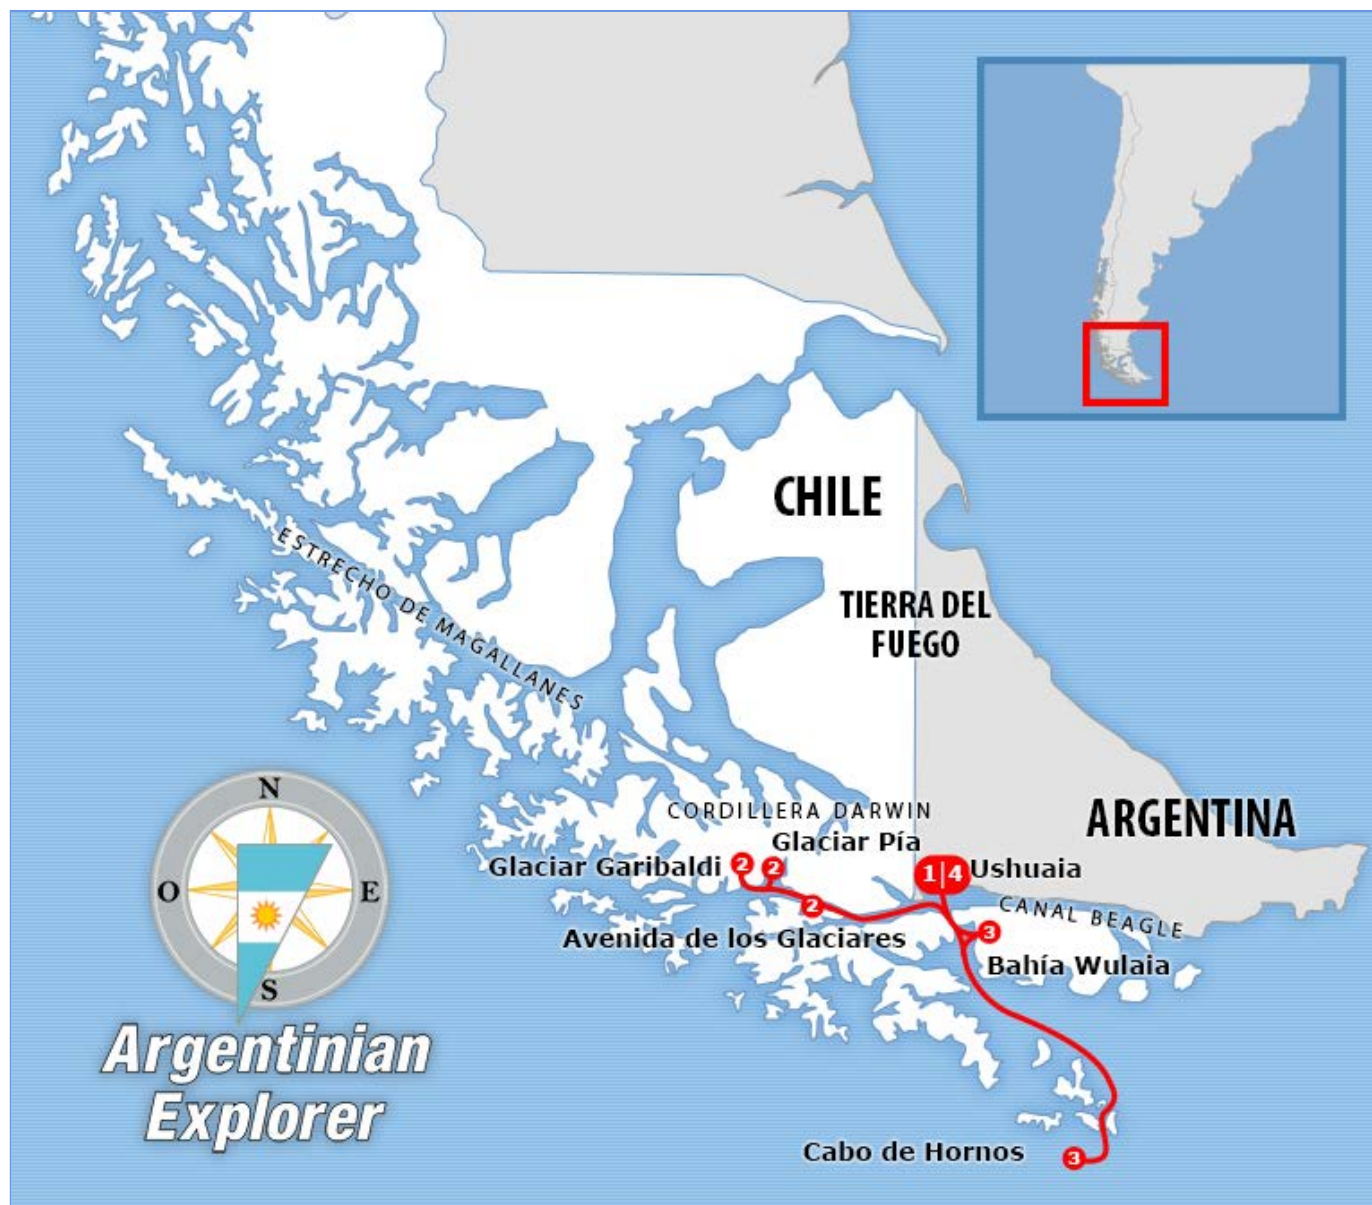 CHILE
ESTRECHO DE MAGALLANES
TIERRA DEL
FUEGO
N
O
E
S
Argentinian
Explorer
CORDILLERA DARWIN
ARGENTINA
Glaciar Pía
Glaciar Garibaldi
2
2
1|4
Ushuaia
2
CANAL BEAGLE
Avenida de los Glaciares
3
Bahía Wulaia
Cabo de Hornos
3